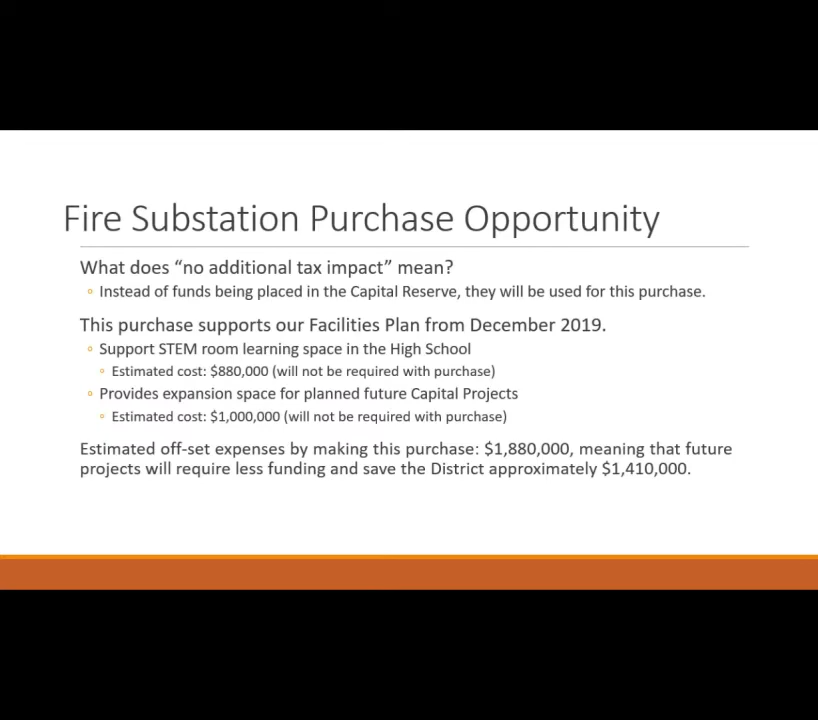 Fire Substation Purchase Opportunity
What does “no additional tax impact” mean?
Instead of funds being placed in the Capital Reserve, they will be used for this purchase.
This purchase supports our Facilities Plan from December 2019.
Support STEM room learning space in the High School
Estimated cost: $880,000 (will not be required with purchase)
Provides expansion space for planned future Capital Projects
Estimated cost: $1,000,000 (will not be required with purchase)
Estimated off-set expenses by making this purchase: $1,880,000, meaning that future
projects will require less funding and save the District approximately $1,410,000.